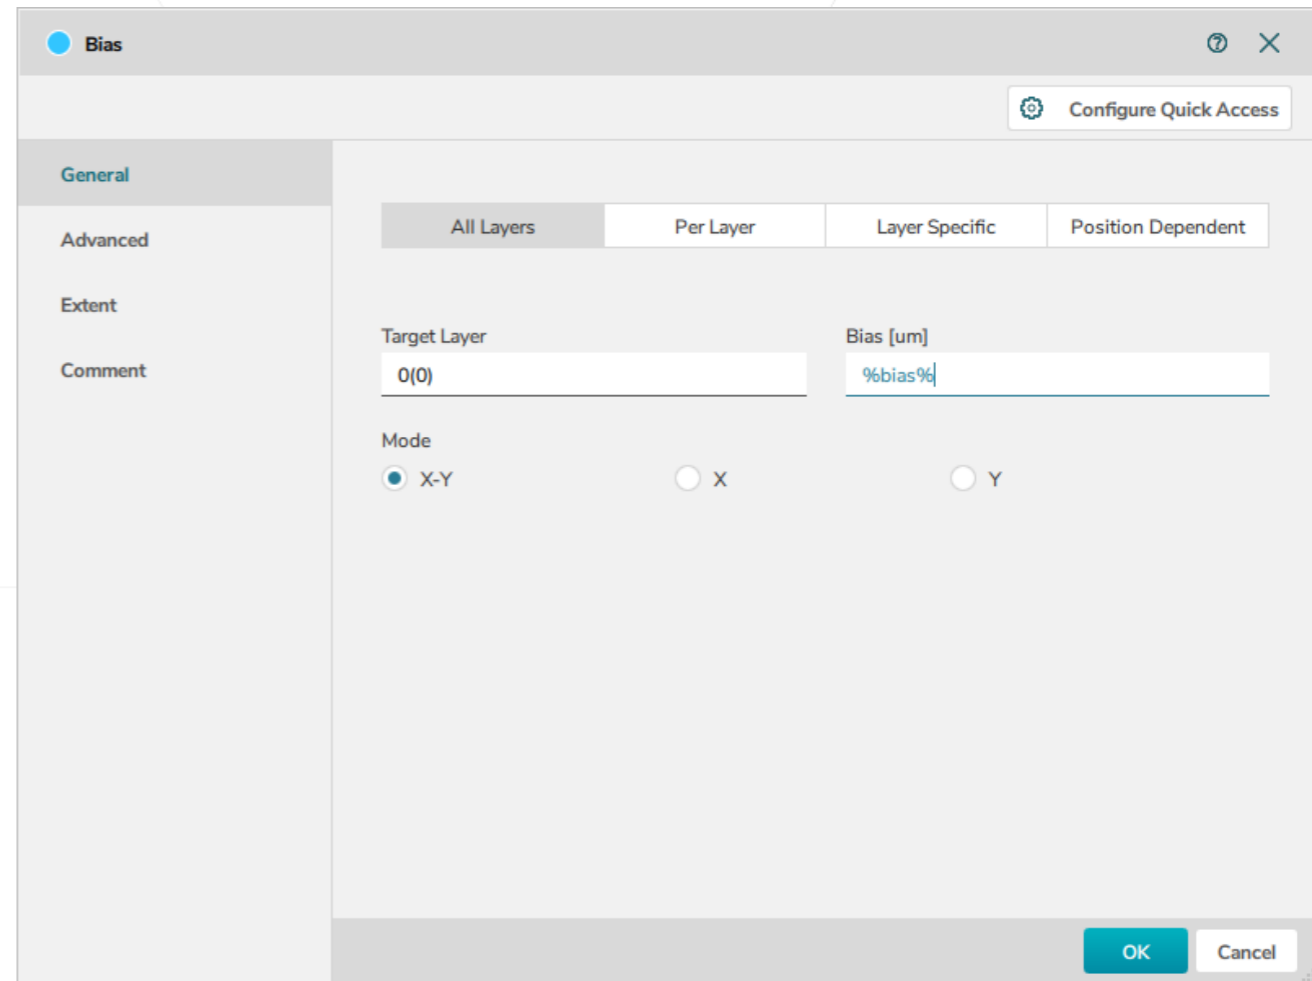 Bias
Configure Quick Access
General
Advanced
Extent
Comment
All Layers Per Layer Layer Specific Position Dependent
Target Layer Bias [um]
0(0) %bias%
Mode
X-Y X Y
OK Cancel